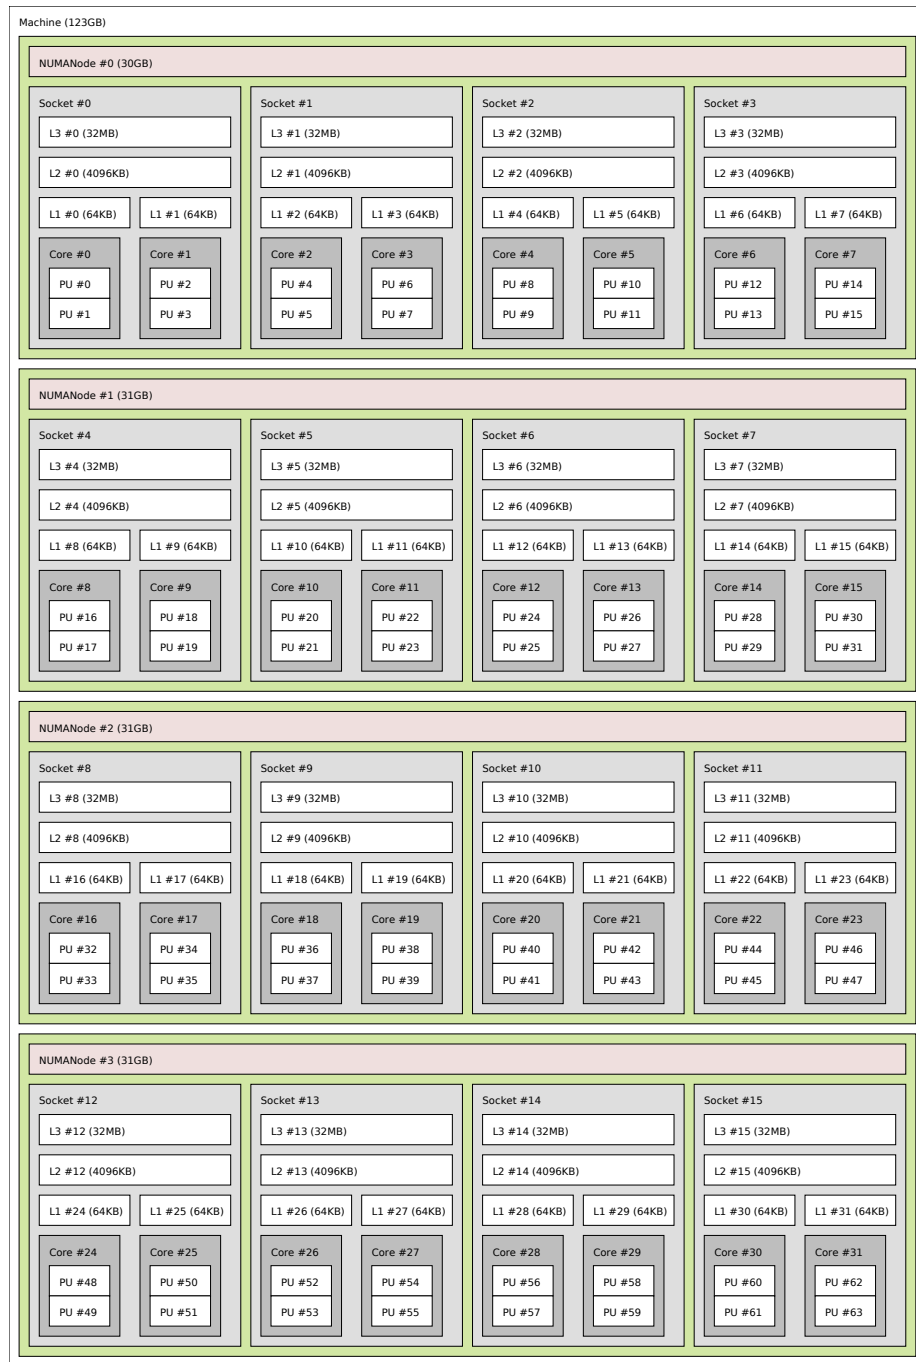 Machine (123GB)
NUMANode #0 (30GB)
Socket #0 Socket #1 Socket #2 Socket #3
L3 #0 (32MB) L3 #1 (32MB) L3 #2 (32MB) L3 #3 (32MB)
L2 #0 (4096KB) L2 #1 (4096KB) L2 #2 (4096KB) L2 #3 (4096KB)
L1 #0 (64KB) L1 #1 (64KB) L1 #2 (64KB) L1 #3 (64KB) L1 #4 (64KB) L1 #5 (64KB) L1 #6 (64KB) L1 #7 (64KB)
Core #0 Core #1 Core #2 Core #3 Core #4 Core #5 Core #6 Core #7
PU #0 PU #2 PU #4 PU #6 PU #8 PU #10 PU #12 PU #14
PU #1 PU #3 PU #5 PU #7 PU #9 PU #11 PU #13 PU #15
NUMANode #1 (31GB)
Socket #4 Socket #5 Socket #6 Socket #7
L3 #4 (32MB) L3 #5 (32MB) L3 #6 (32MB) L3 #7 (32MB)
L2 #4 (4096KB) L2 #5 (4096KB) L2 #6 (4096KB) L2 #7 (4096KB)
L1 #8 (64KB) L1 #9 (64KB) L1 #10 (64KB) L1 #11 (64KB) L1 #12 (64KB) L1 #13 (64KB) L1 #14 (64KB) L1 #15 (64KB)
Core #8 Core #9 Core #10 Core #11 Core #12 Core #13 Core #14 Core #15
PU #16 PU #18 PU #20 PU #22 PU #24 PU #26 PU #28 PU #30
PU #17 PU #19 PU #21 PU #23 PU #25 PU #27 PU #29 PU #31
NUMANode #2 (31GB)
Socket #8 Socket #9 Socket #10 Socket #11
L3 #8 (32MB) L3 #9 (32MB) L3 #10 (32MB) L3 #11 (32MB)
L2 #8 (4096KB) L2 #9 (4096KB) L2 #10 (4096KB) L2 #11 (4096KB)
L1 #16 (64KB) L1 #17 (64KB) L1 #18 (64KB) L1 #19 (64KB) L1 #20 (64KB) L1 #21 (64KB) L1 #22 (64KB) L1 #23 (64KB)
Core #16 Core #17 Core #18 Core #19 Core #20 Core #21 Core #22 Core #23
PU #32 PU #34 PU #36 PU #38 PU #40 PU #42 PU #44 PU #46
PU #33 PU #35 PU #37 PU #39 PU #41 PU #43 PU #45 PU #47
NUMANode #3 (31GB)
Socket #12 Socket #13 Socket #14 Socket #15
L3 #12 (32MB) L3 #13 (32MB) L3 #14 (32MB) L3 #15 (32MB)
L2 #12 (4096KB) L2 #13 (4096KB) L2 #14 (4096KB) L2 #15 (4096KB)
L1 #24 (64KB) L1 #25 (64KB) L1 #26 (64KB) L1 #27 (64KB) L1 #28 (64KB) L1 #29 (64KB) L1 #30 (64KB) L1 #31 (64KB)
Core #24 Core #25 Core #26 Core #27 Core #28 Core #29 Core #30 Core #31
PU #48 PU #50 PU #52 PU #54 PU #56 PU #58 PU #60 PU #62
PU #49 PU #51 PU #53 PU #55 PU #57 PU #59 PU #61 PU #63